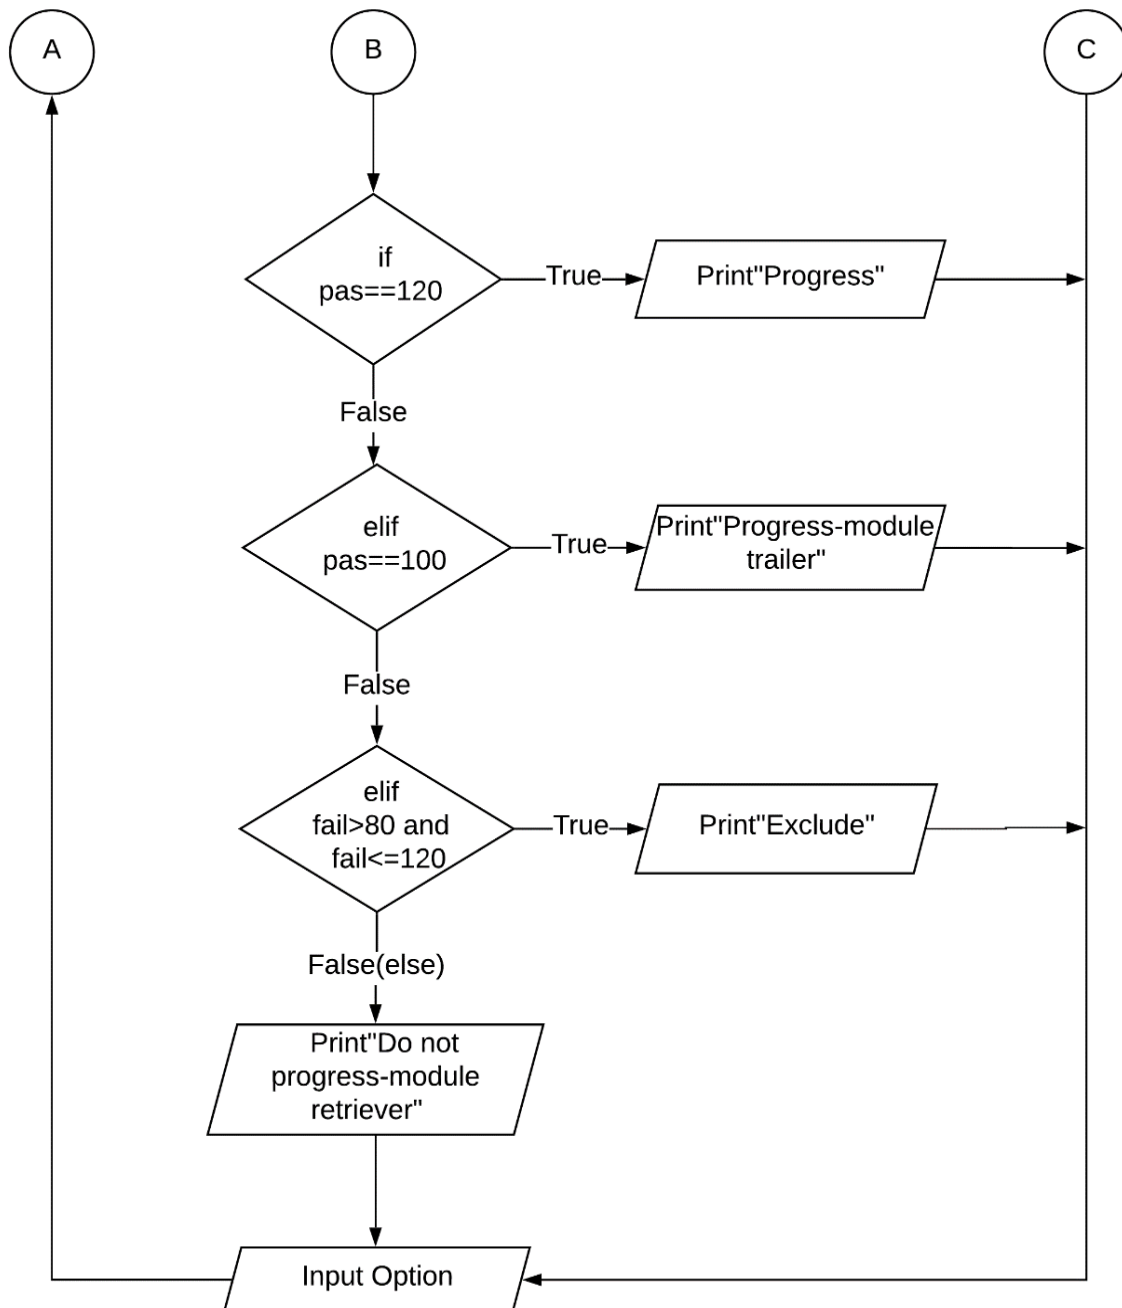 A
B
C
if
pas==120
True
Print"Progress"
False
elif
pas==100
True
Print"Progress-module
trailer"
False
elif
fail>80 and
fail<=120
True
Print"Exclude"
False(else)
Print"Do not
progress-module
retriever"
Input Option